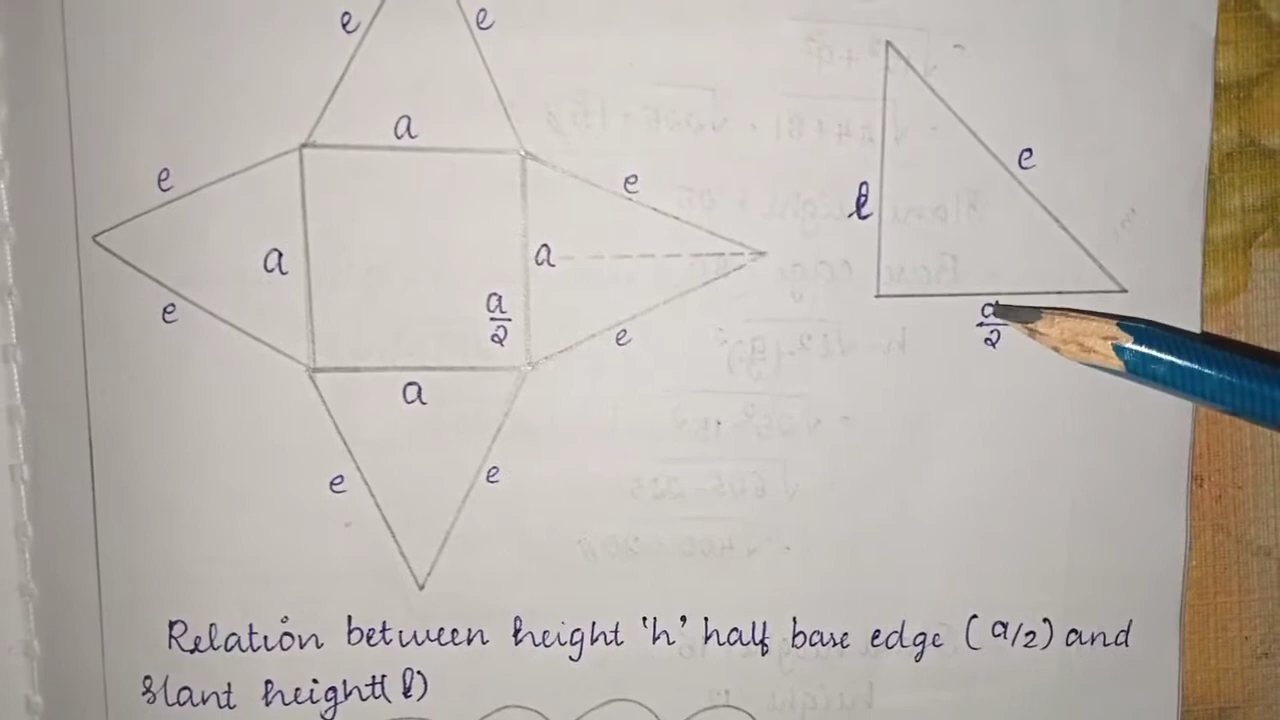 e e
a
e e
e
a a
l
a/2
e e
a/2
a
e e
Relation between height 'h' half base edge (a/2) and
slant height(l)